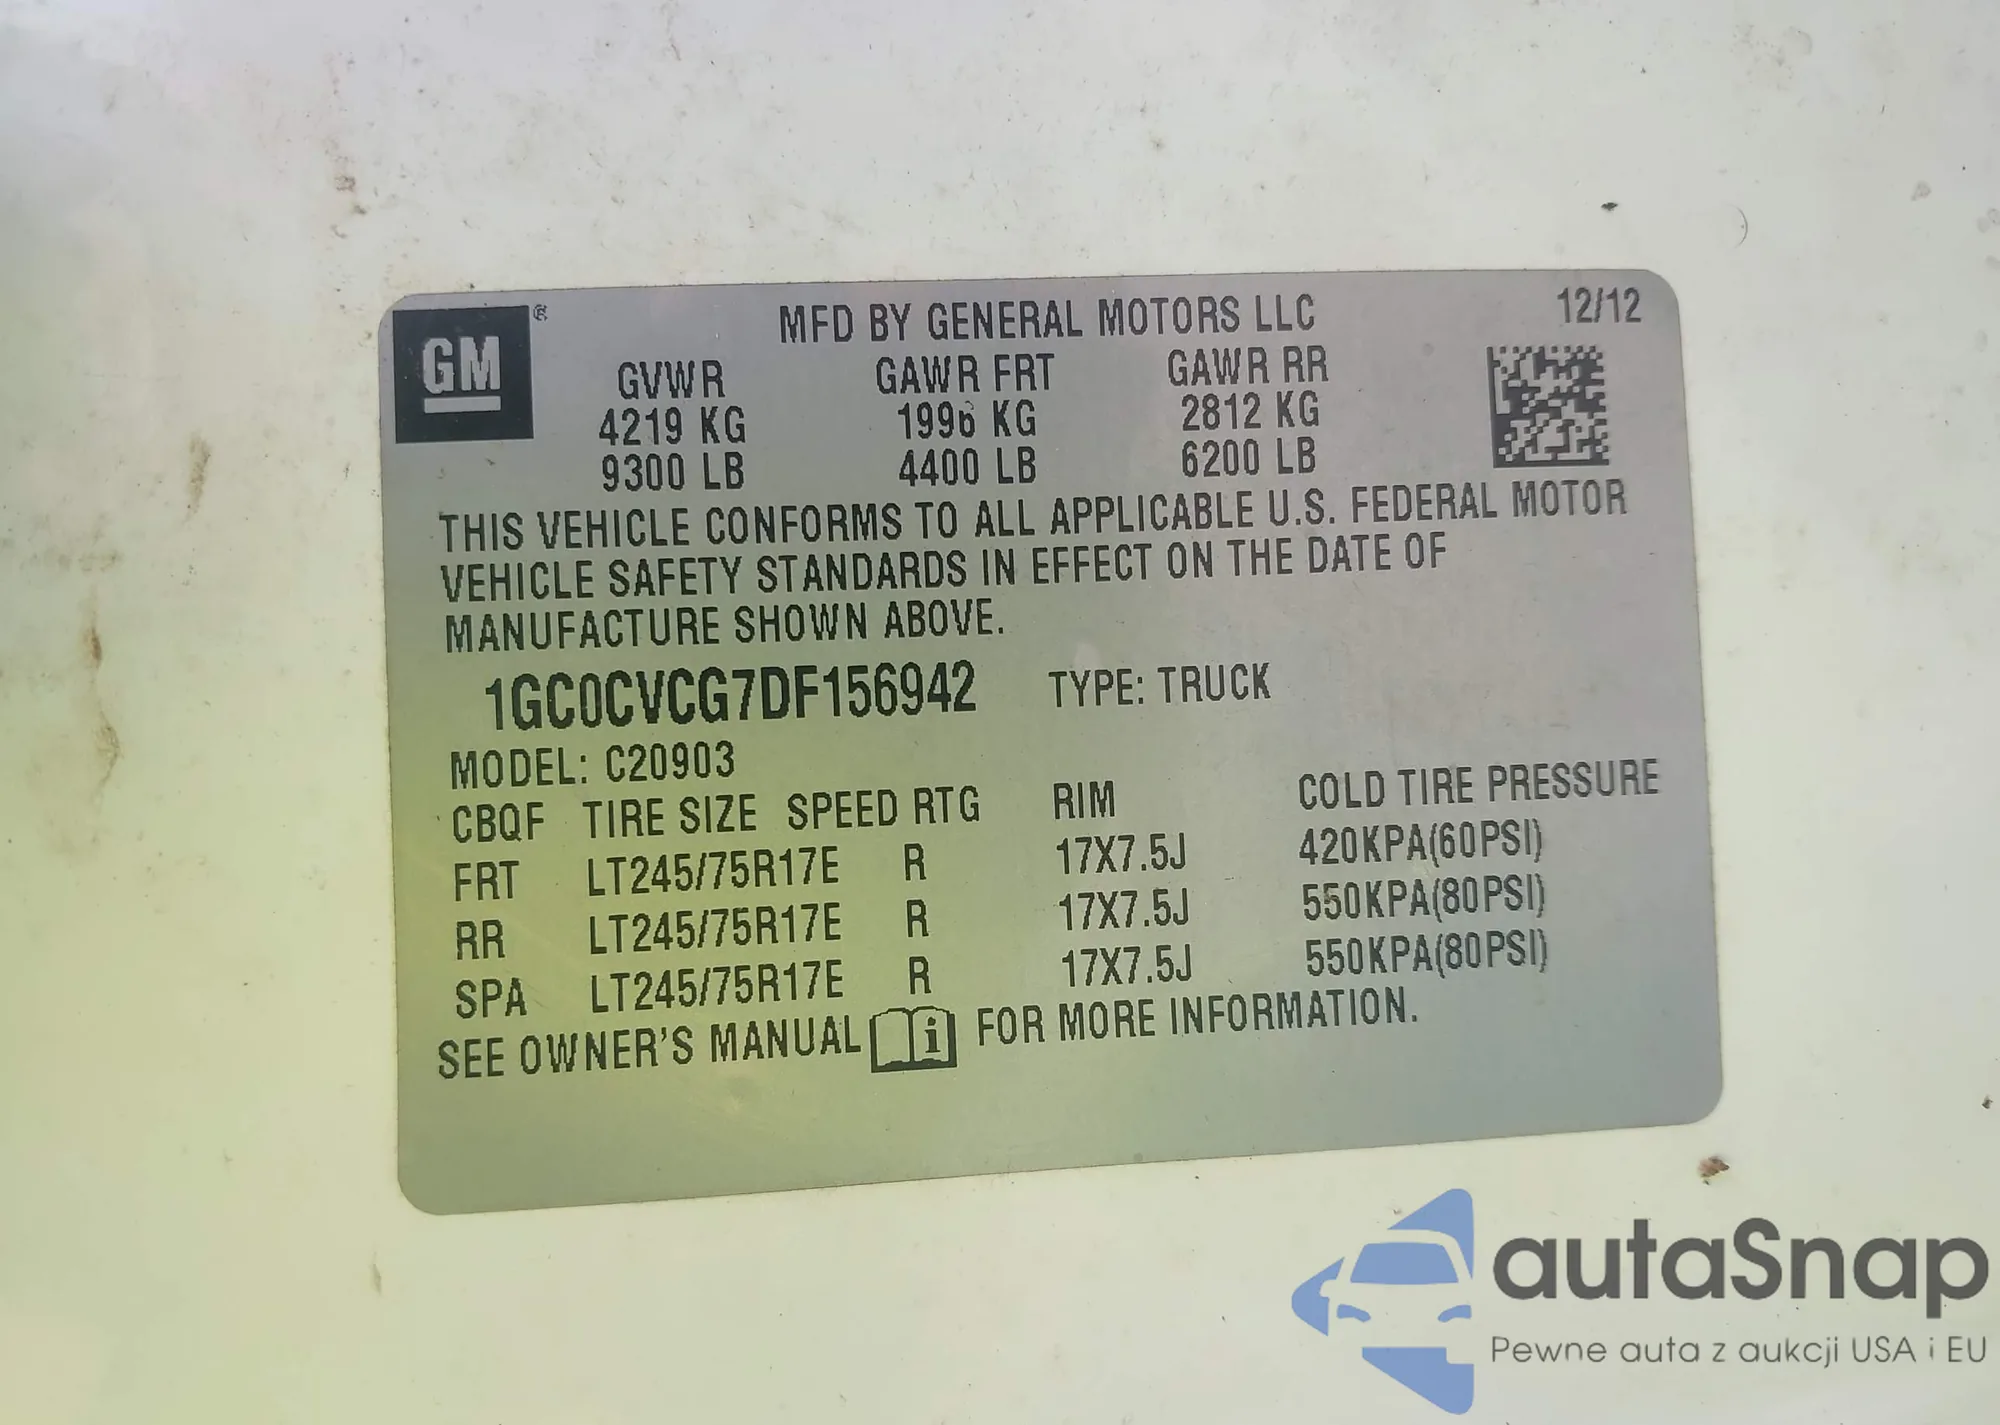 GM ®
MFD BY GENERAL MOTORS LLC 12/12
GVWR GAWR FRT GAWR RR
4219 KG 1996 KG 2812 KG
9300 LB 4400 LB 6200 LB
THIS VEHICLE CONFORMS TO ALL APPLICABLE U.S. FEDERAL MOTOR
VEHICLE SAFETY STANDARDS IN EFFECT ON THE DATE OF
MANUFACTURE SHOWN ABOVE.
1GC0CVCG7DF156942 TYPE: TRUCK
MODEL: C20903
CBQF TIRE SIZE SPEED RTG RIM COLD TIRE PRESSURE
FRT LT245/75R17E R 17X7.5J 420KPA(60PSI)
RR LT245/75R17E R 17X7.5J 550KPA(80PSI)
SPA LT245/75R17E R 17X7.5J 550KPA(80PSI)
SEE OWNER'S MANUAL i FOR MORE INFORMATION.
autaSnap
Pewne auta z aukcji USA i EU